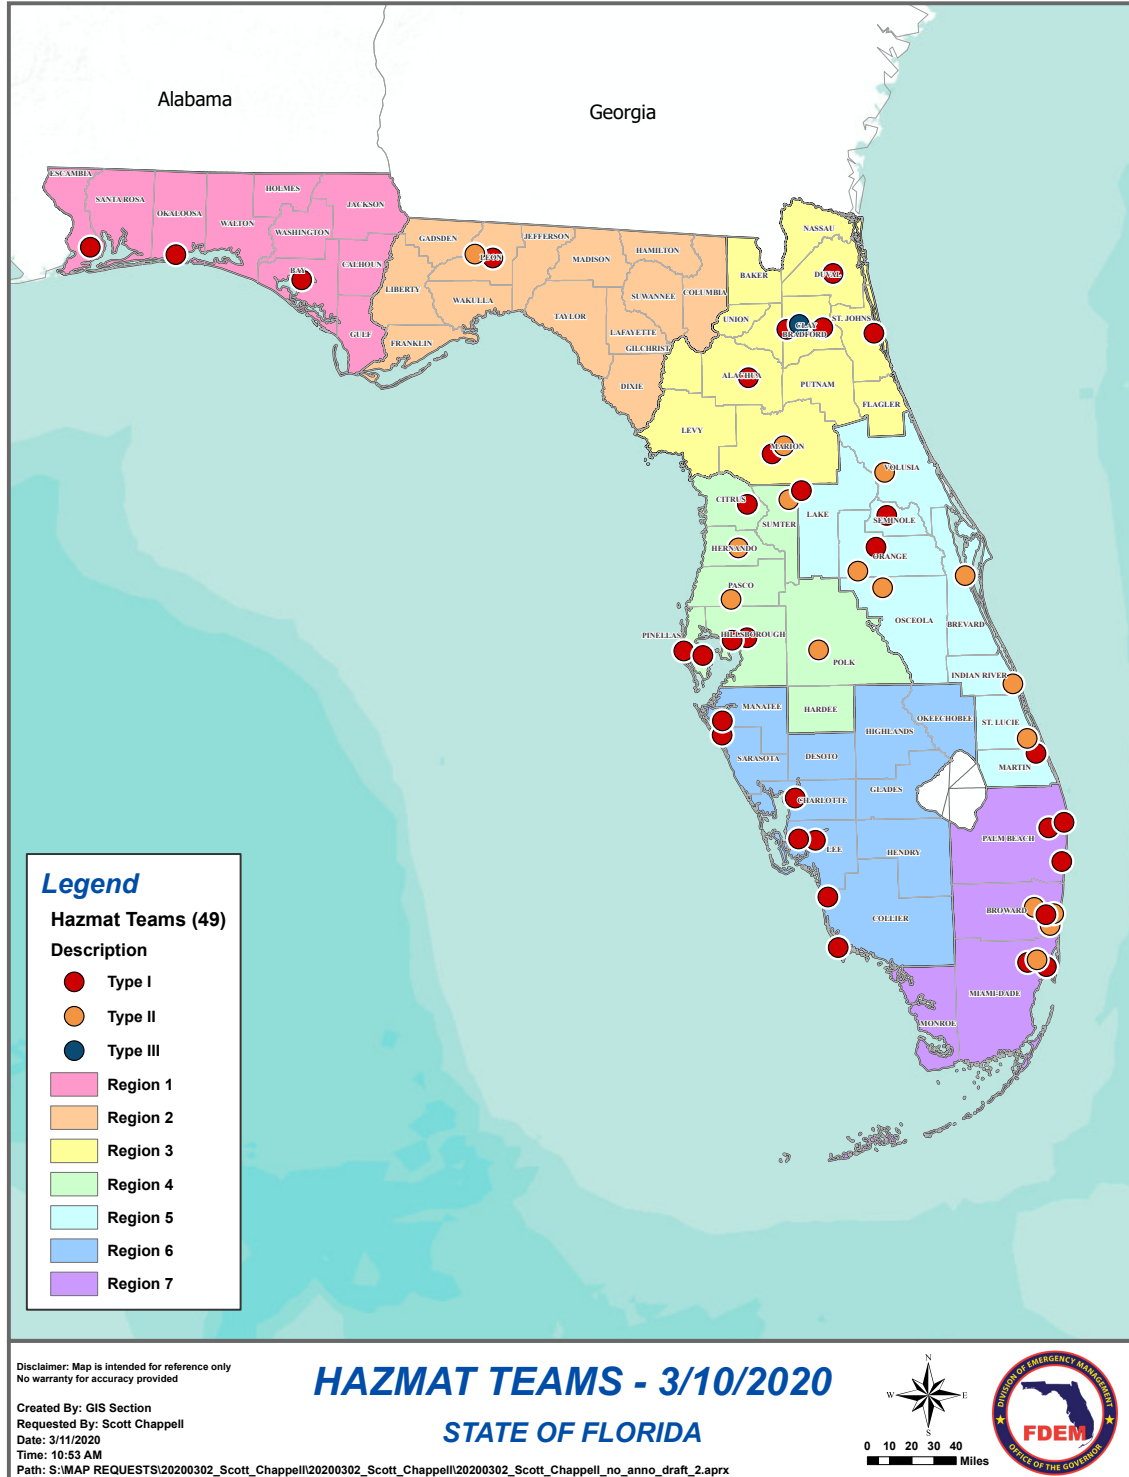 Alabama
Georgia
ESCAMBIA
SANTA ROSA
OKALOOSA
WALTON
HOLMES
WASHINGTON
JACKSON
BAY
CALHOUN
GULF
GADSDEN
LEON
JEFFERSON
MADISON
HAMILTON
LIBERTY
WAKULLA
FRANKLIN
TAYLOR
SUWANNEE
COLUMBIA
LAFAYETTE
GILCHRIST
DIXIE
NASSAU
BAKER
DUVAL
UNION
CLAY
BRADFORD
ST. JOHNS
ALACHUA
PUTNAM
FLAGLER
LEVY
MARION
VOLUSIA
CITRUS
SUMTER
LAKE
SEMINOLE
HERNANDO
ORANGE
PASCO
OSCEOLA
BREVARD
PINELLAS
HILLSBOROUGH
POLK
INDIAN RIVER
MANATEE
HARDEE
OKEECHOBEE
HIGHLANDS
ST. LUCIE
SARASOTA
DESOTO
MARTIN
CHARLOTTE
GLADES
PALM BEACH
LEE
HENDRY
COLLIER
BROWARD
MIAMI-DADE
MONROE
Legend
Hazmat Teams (49)
Description
Type I
Type II
Type III
Region 1
Region 2
Region 3
Region 4
Region 5
Region 6
Region 7
Disclaimer: Map is intended for reference only
No warranty for accuracy provided
Created By: GIS Section
Requested By: Scott Chappell
Date: 3/11/2020
Time: 10:53 AM
Path: S:\MAP REQUESTS\20200302_Scott_Chappell\20200302_Scott_Chappell\20200302_Scott_Chappell_no_anno_draft_2.aprx
HAZMAT TEAMS - 3/10/2020
STATE OF FLORIDA
N
W E
S
0 10 20 30 40
Miles
DIVISION OF EMERGENCY MANAGEMENT
FDEM
OFFICE OF THE GOVERNOR